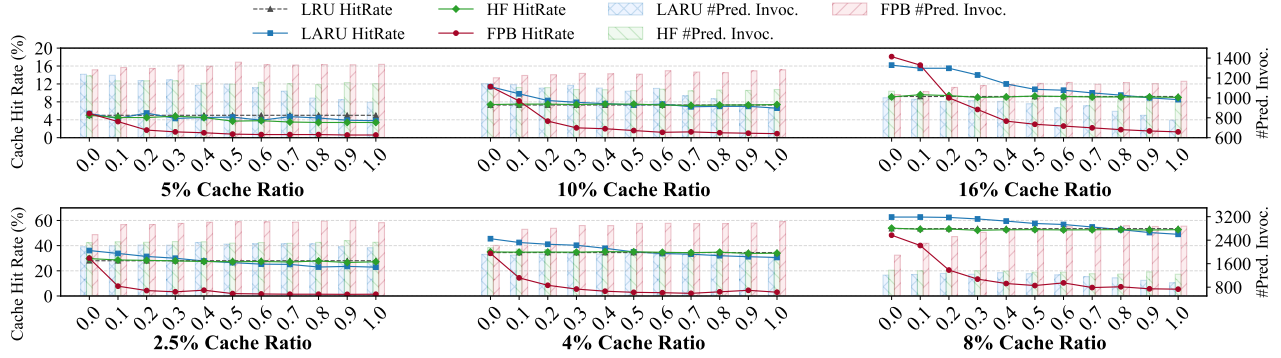 LRU HitRate HF HitRate LARU #Pred. Invoc. FPB #Pred. Invoc.
LARU HitRate FPB HitRate HF #Pred. Invoc.
Cache Hit Rate (%)
20
16
12
8
4
0
0.0 0.1 0.2 0.3 0.4 0.5 0.6 0.7 0.8 0.9 1.0
5% Cache Ratio
0.0 0.1 0.2 0.3 0.4 0.5 0.6 0.7 0.8 0.9 1.0
10% Cache Ratio
0.0 0.1 0.2 0.3 0.4 0.5 0.6 0.7 0.8 0.9 1.0
16% Cache Ratio
1400
1200
1000
800
600
#Pred. Invoc.
Cache Hit Rate (%)
60
40
20
0
0.0 0.1 0.2 0.3 0.4 0.5 0.6 0.7 0.8 0.9 1.0
2.5% Cache Ratio
0.0 0.1 0.2 0.3 0.4 0.5 0.6 0.7 0.8 0.9 1.0
4% Cache Ratio
0.0 0.1 0.2 0.3 0.4 0.5 0.6 0.7 0.8 0.9 1.0
8% Cache Ratio
3200
2400
1600
800
#Pred. Invoc.